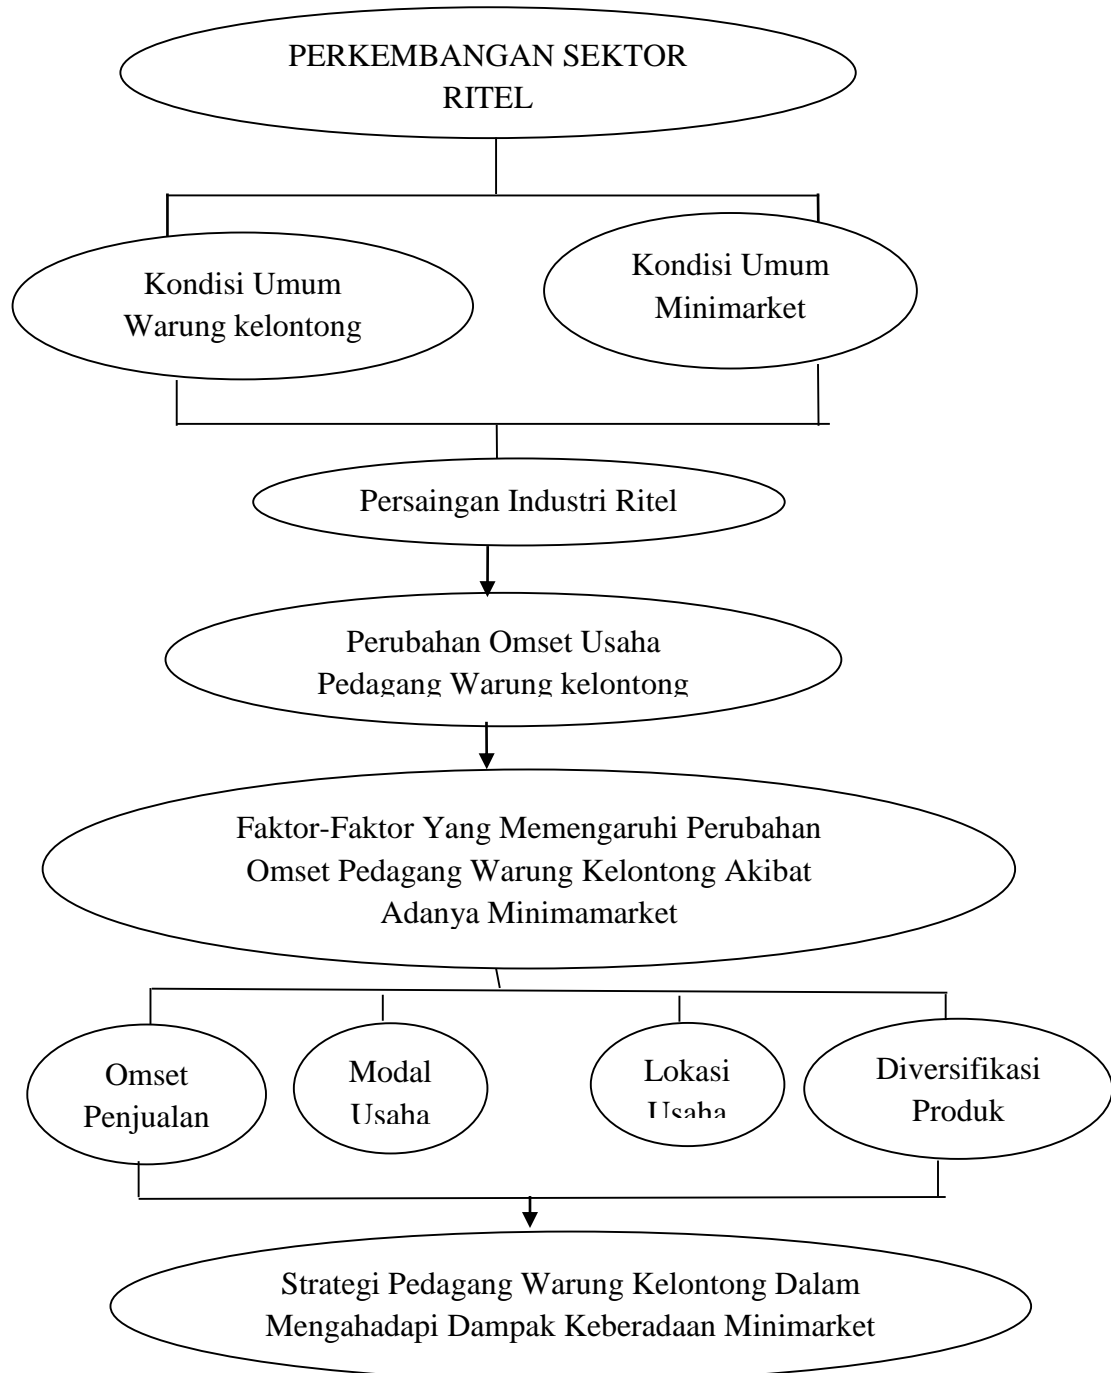 PERKEMBANGAN SEKTOR
RITEL
Kondisi Umum
Warung kelontong
Kondisi Umum
Minimarket
Persaingan Industri Ritel
Perubahan Omset Usaha
Pedagang Warung kelontong
Faktor-Faktor Yang Memengaruhi Perubahan
Omset Pedagang Warung Kelontong Akibat
Adanya Minimamarket
Omset
Penjualan
Modal
Usaha
Lokasi
Usaha
Diversifikasi
Produk
Strategi Pedagang Warung Kelontong Dalam
Mengahadapi Dampak Keberadaan Minimarket